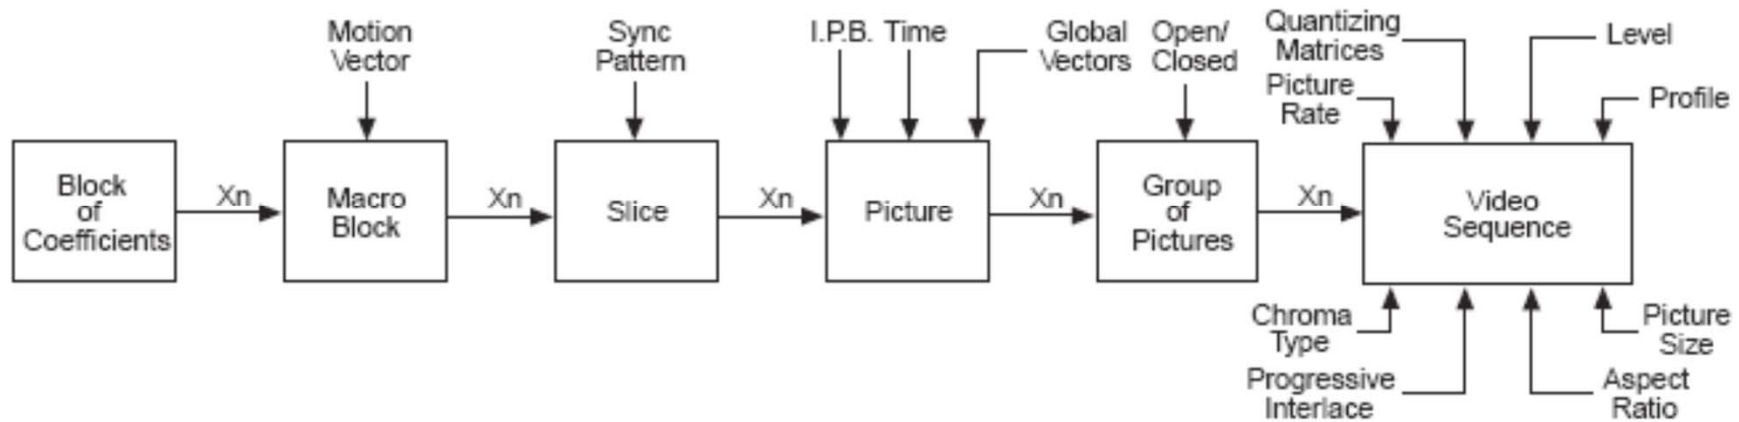 Motion
Vector
Sync
Pattern
I.P.B. Time
Global
Vectors
Open/
Closed
Quantizing
Matrices
Level
Picture
Rate
Profile
Block
of
Coefficients
Xn
Macro
Block
Xn
Slice
Xn
Picture
Xn
Group
of
Pictures
Xn
Video
Sequence
Chroma
Type
Picture
Size
Progressive
Interlace
Aspect
Ratio